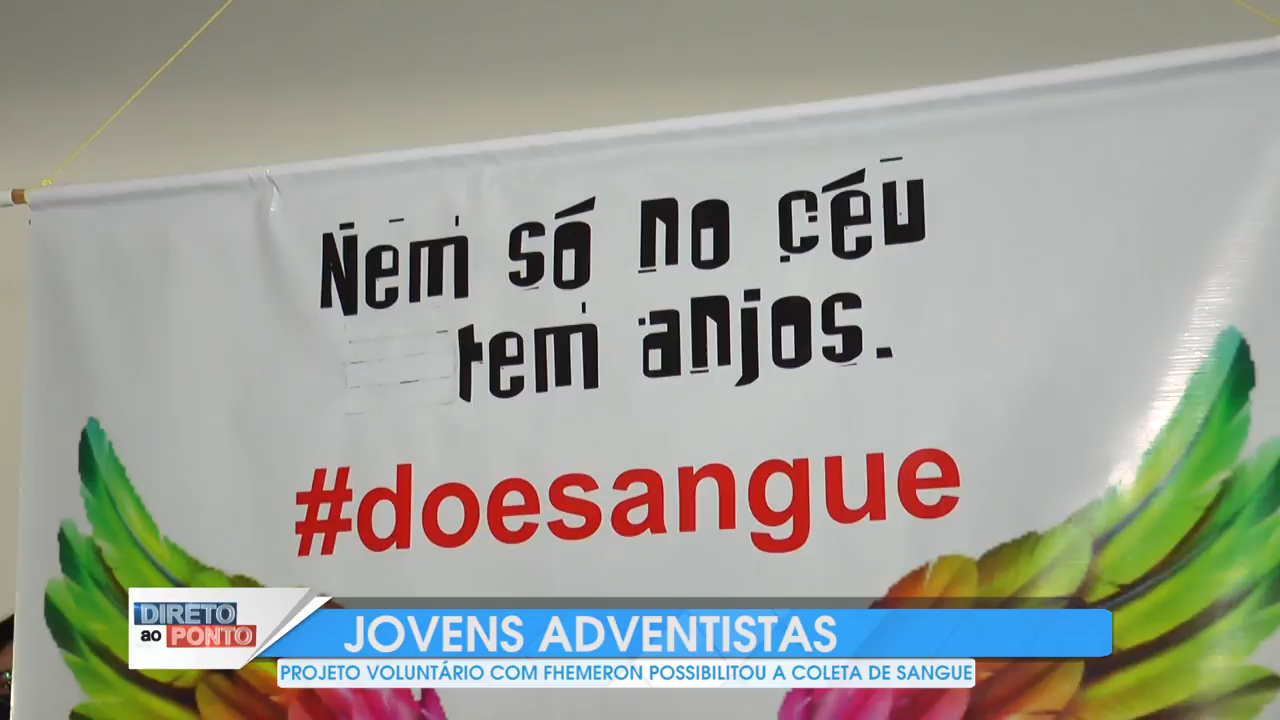 Nem só no céu
tem anjos.
#doesangue
DIRETO
ao PONTO
JOVENS ADVENTISTAS
PROJETO VOLUNTÁRIO COM FHEMERON POSSIBILITOU A COLETA DE SANGUE